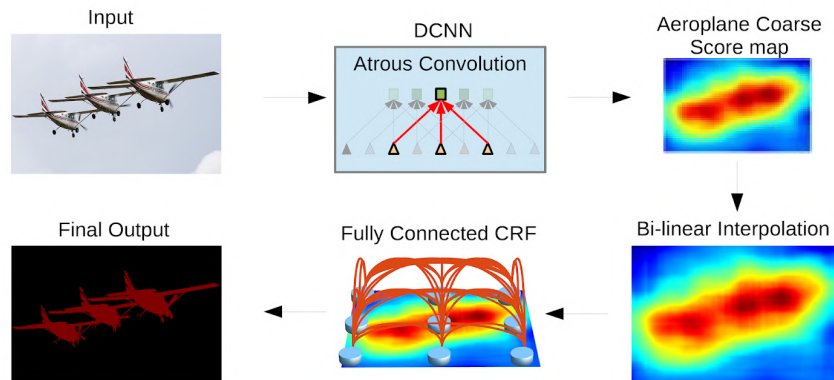 Input
DCNN
Atrous Convolution
Aeroplane Coarse
Score map
Final Output
Fully Connected CRF
Bi-linear Interpolation